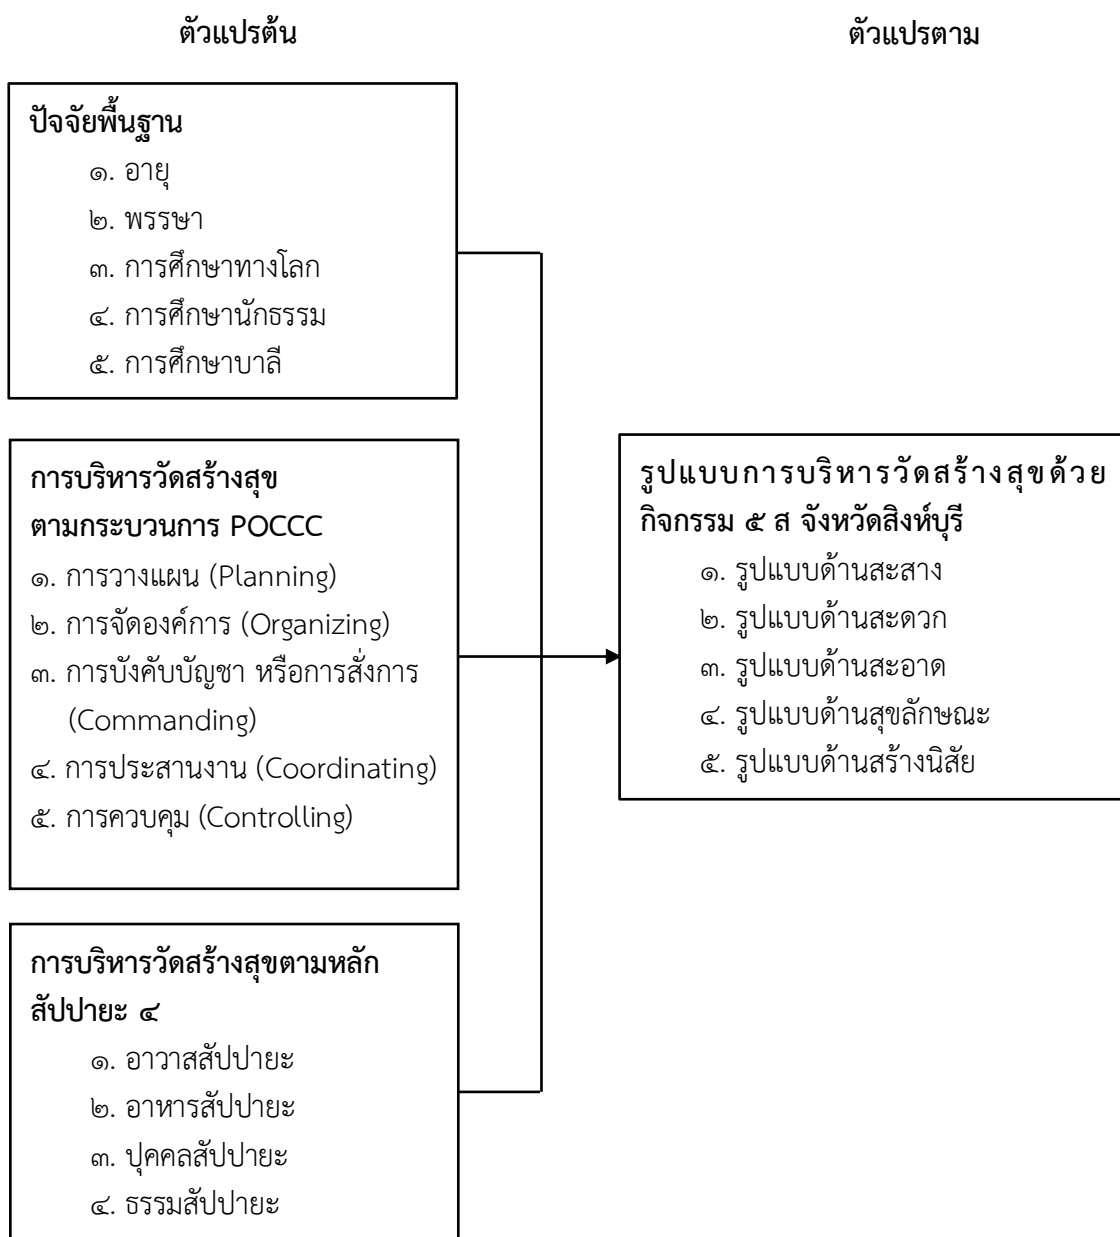 ตัวแปรต้น
ตัวแปรตาม
ปัจจัยพื้นฐาน
๑. อายุ
๒. พรรษา
๓. การศึกษาทางโลก
๔. การศึกษานักธรรม
๕. การศึกษาบาลี
การบริหารวัดสร้างสุข
ตามกระบวนการ POCCC
๑. การวางแผน (Planning)
๒. การจัดองค์การ (Organizing)
๓. การบังคับบัญชา หรือการสั่งการ
(Commanding)
๔. การประสานงาน (Coordinating)
๕. การควบคุม (Controlling)
การบริหารวัดสร้างสุขตามหลัก
สัปปายะ ๔
๑. อาวาสสัปปายะ
๒. อาหารสัปปายะ
๓. ปุคคลสัปปายะ
๔. ธรรมสัปปายะ
รูปแบบการบริหารวัดสร้างสุขด้วย
กิจกรรม ๕ ส จังหวัดสิงห์บุรี
๑. รูปแบบด้านสะสาง
๒. รูปแบบด้านสะดวก
๓. รูปแบบด้านสะอาด
๔. รูปแบบด้านสุขลักษณะ
๕. รูปแบบด้านสร้างนิสัย